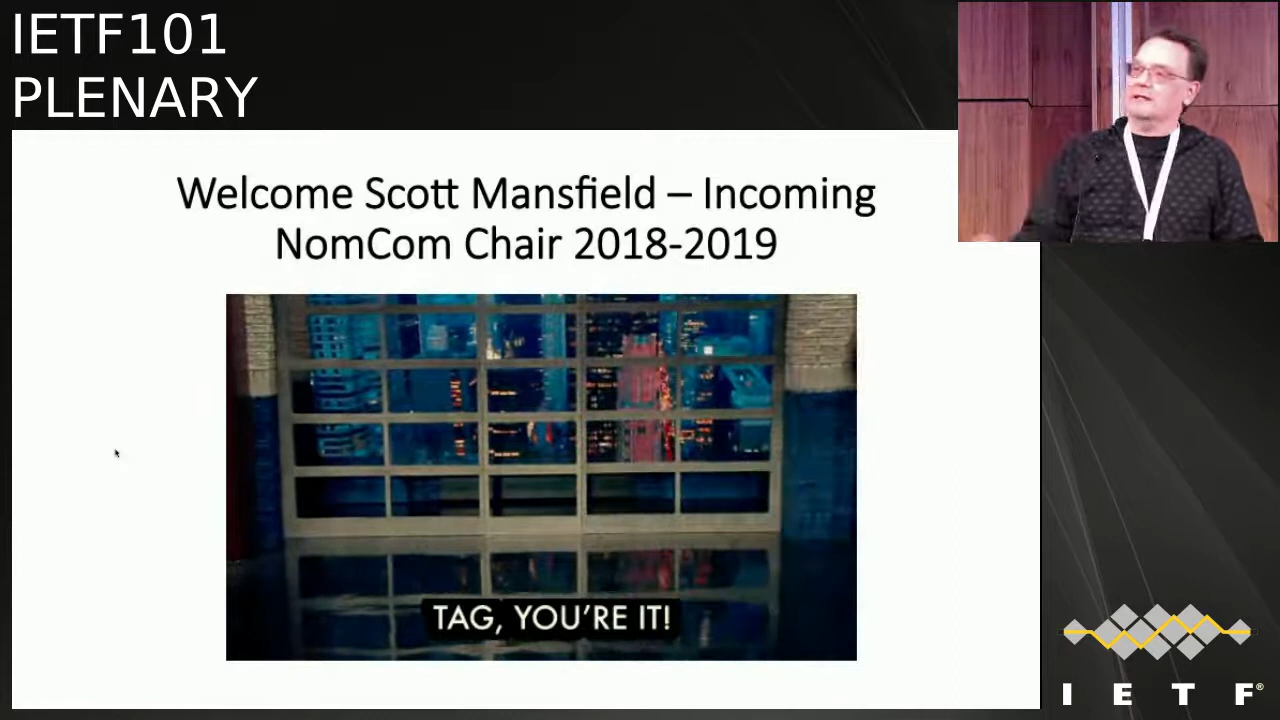 IETF101
PLENARY
Welcome Scott Mansfield – Incoming
NomCom Chair 2018-2019
TAG, YOU'RE IT!
I E T F®